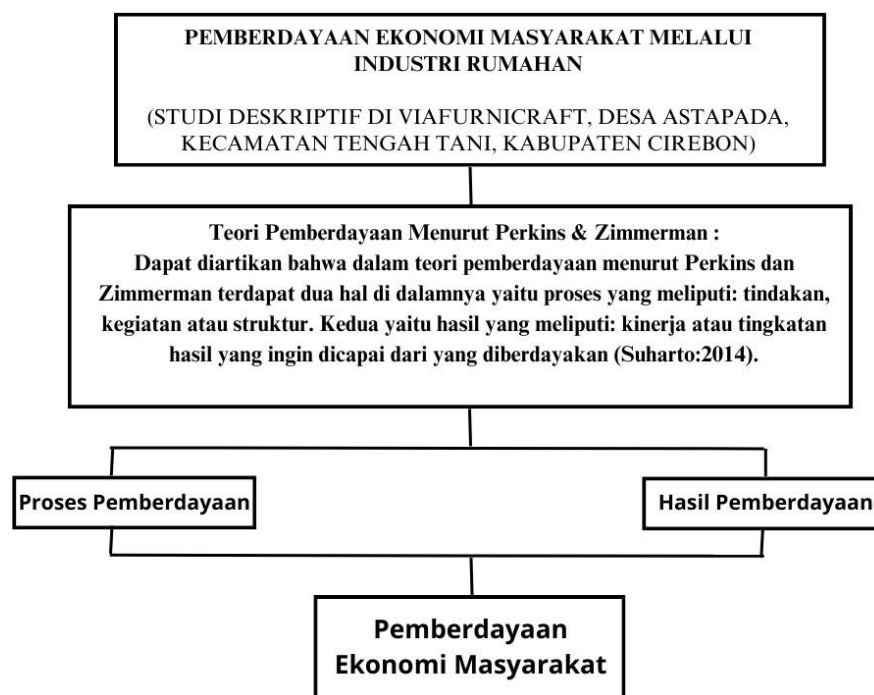 PEMBERDAYAAN EKONOMI MASYARAKAT MELALUI
INDUSTRI RUMAHAN
(STUDI DESKRIPTIF DI VIAFURNICRAFT, DESA ASTAPADA,
KECAMATAN TENGAH TANI, KABUPATEN CIREBON)
Teori Pemberdayaan Menurut Perkins & Zimmerman :
Dapat diartikan bahwa dalam teori pemberdayaan menurut Perkins dan
Zimmerman terdapat dua hal di dalamnya yaitu proses yang meliputi: tindakan,
kegiatan atau struktur. Kedua yaitu hasil yang meliputi: kinerja atau tingkatan
hasil yang ingin dicapai dari yang diberdayakan (Suharto:2014).
Proses Pemberdayaan
Hasil Pemberdayaan
Pemberdayaan
Ekonomi Masyarakat